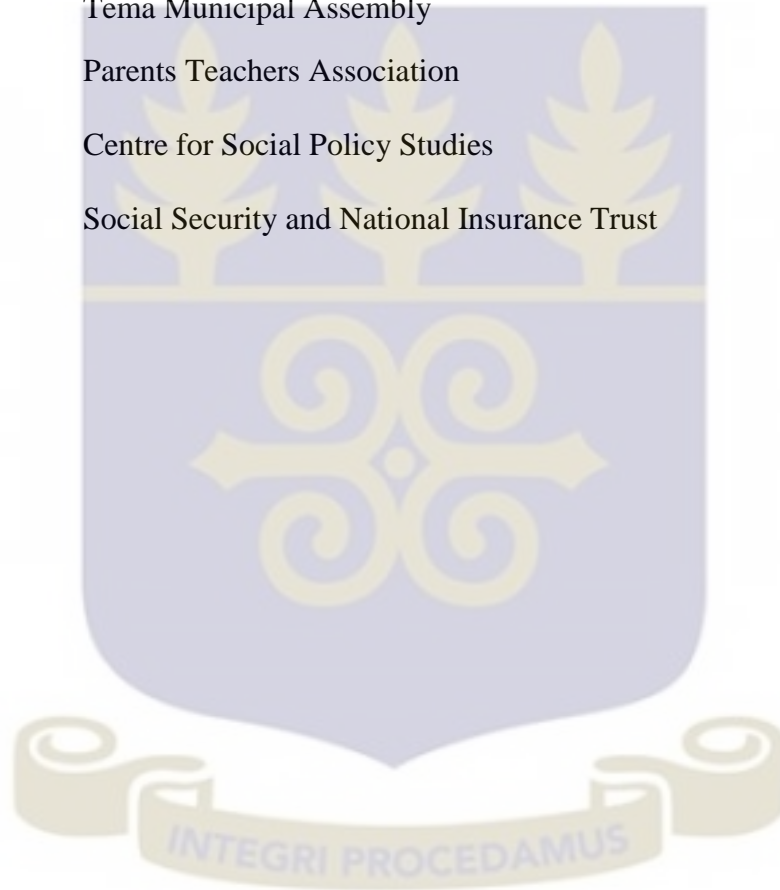 Tema Municipal Assembly
Parents Teachers Association
Centre for Social Policy Studies
Social Security and National Insurance Trust
INTEGRI PROCEDAMUS